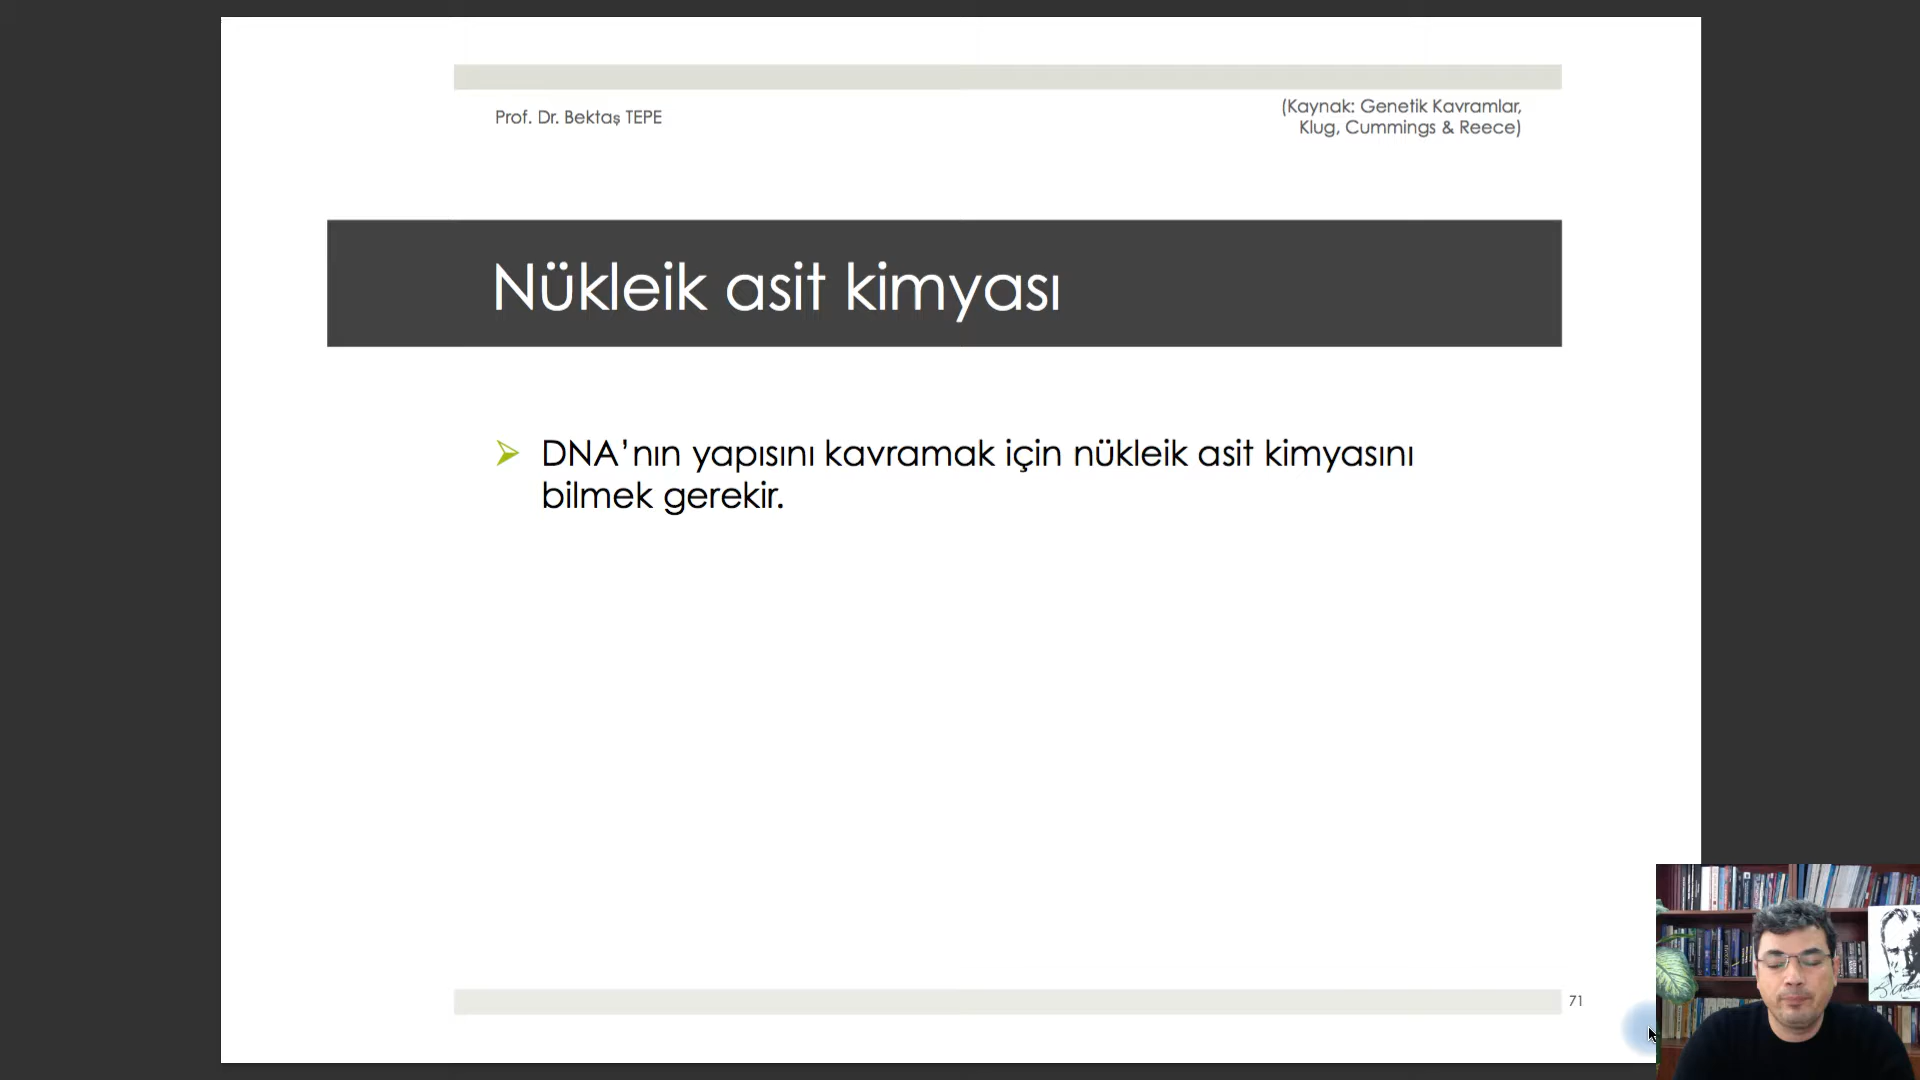 Prof. Dr. Bektaş TEPE
(Kaynak: Genetik Kavramlar,
Klug, Cummings & Reece)
Nükleik asit kimyası
DNA’nın yapısını kavramak için nükleik asit kimyasını
bilmek gerekir.
71